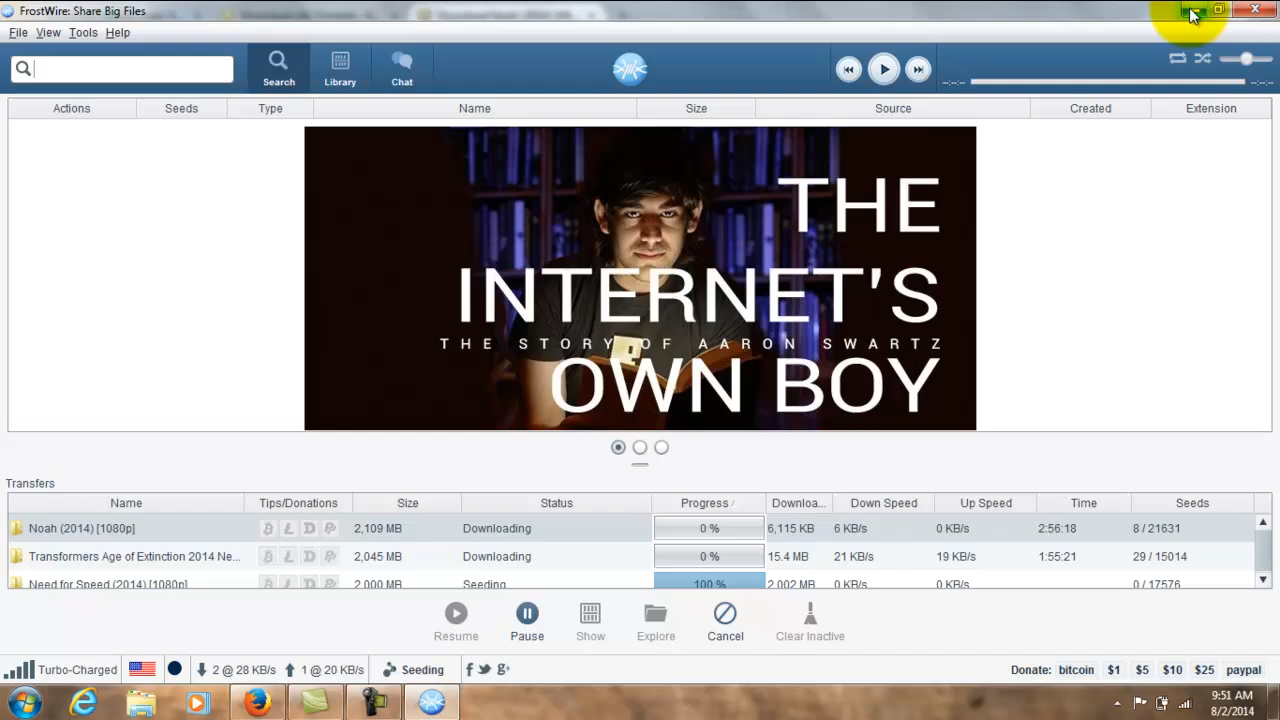 FrostWire: Share Big Files
File View Tools Help
Search Library Chat
--:-- --:--
Actions Seeds Type Name Size Source Created Extension
THE
INTERNET'S
THE STORY OF AARON SWARTZ
OWN BOY
Transfers
Name Tips/Donations Size Status Progress / Downloa... Down Speed Up Speed Time Seeds
Noah (2014) [1080p] 2,109 MB Downloading 0 % 6,115 KB 6 KB/s 0 KB/s 2:56:18 8 / 21631
Transformers Age of Extinction 2014 Ne... 2,045 MB Downloading 0 % 15.4 MB 21 KB/s 19 KB/s 1:55:21 29 / 15014
Need for Speed (2014) [1080p] 2,000 MB Seeding 100 % 2,002 MB 0 KB/s 0 KB/s 0 / 17576
Resume Pause Show Explore Cancel Clear Inactive
Turbo-Charged 2 @ 28 KB/s 1 @ 20 KB/s Seeding Donate: bitcoin $1 $5 $10 $25 paypal
9:51 AM
8/2/2014